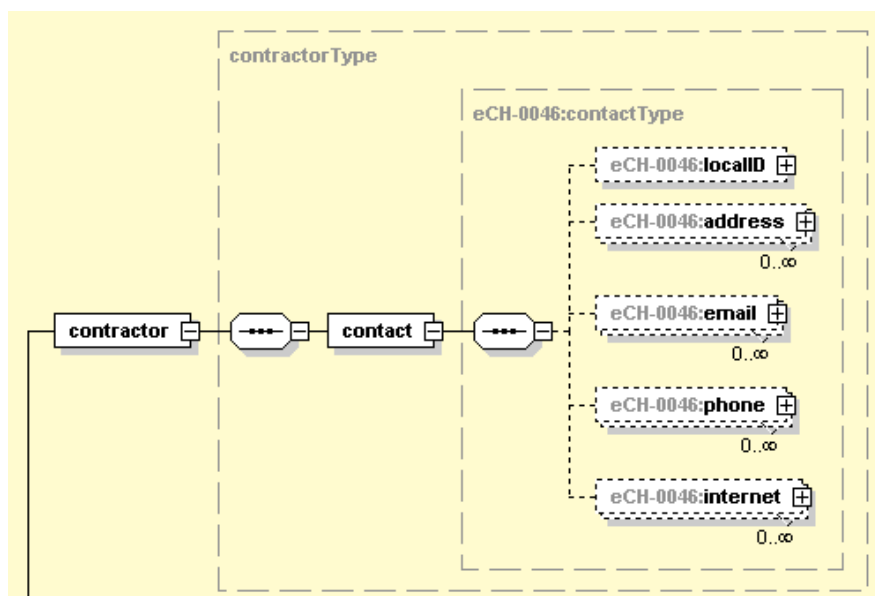 contractorType
eCH-0046:contactType
eCH-0046:localID
eCH-0046:address
0..∞
eCH-0046:email
0..∞
contractor
contact
eCH-0046:phone
0..∞
eCH-0046:internet
0..∞